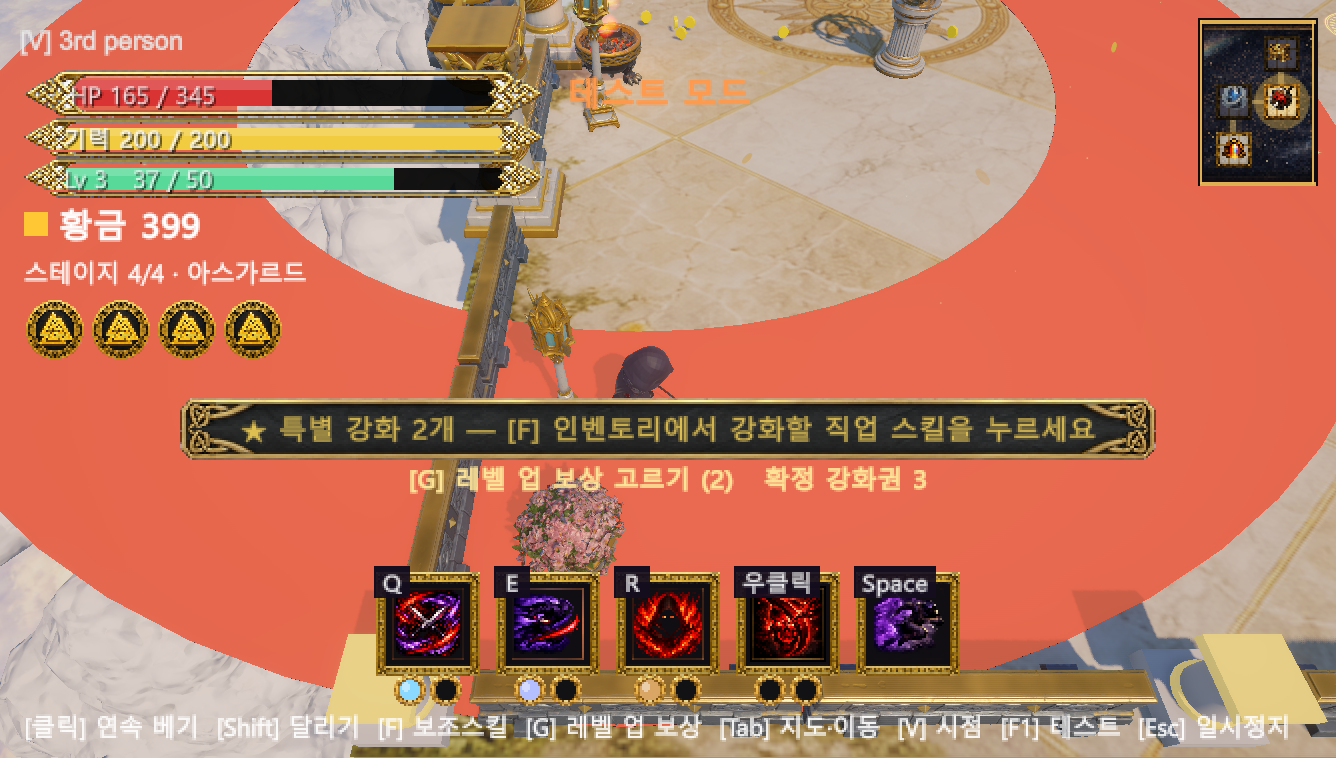 [V] 3rd person
HP 165 / 345
테스트 모드
기력 200 / 200
Lv 3 37 / 50
황금 399
스테이지 4/4 · 아스가르드
★ 특별 강화 2개 — [F] 인벤토리에서 강화할 직업 스킬을 누르세요
[G] 레벨 업 보상 고르기 (2) 확정 강화권 3
Q E R 우클릭 Space
[클릭] 연속 베기 [Shift] 달리기 [F] 보조스킬 [G] 레벨 업 보상 [Tab] 지도·이동 [V] 시점 [F1] 테스트 [Esc] 일시정지